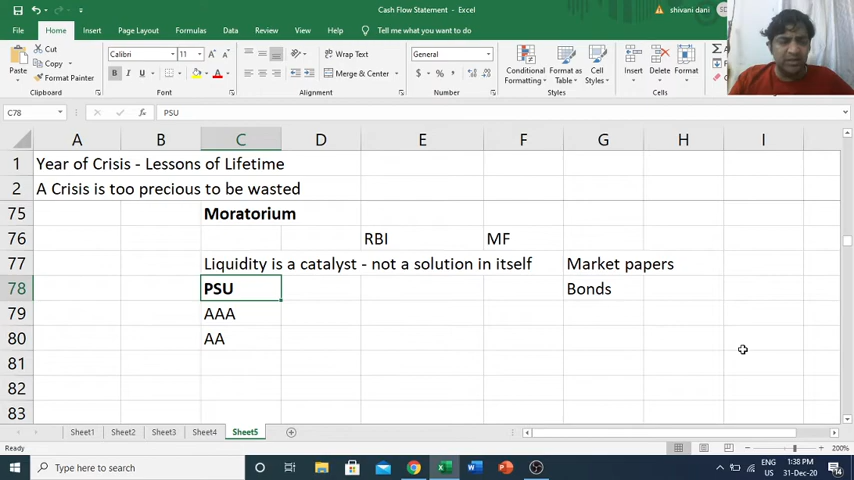 Cash Flow Statement - Excel
shivani dani
File Home Insert Page Layout Formulas Data Review View Help Tell me what you want to do
Cut
Copy
Format Painter
Paste
Clipboard
Calibri 11
B I U
Font
Wrap Text
Merge & Center
Alignment
General
$ % ,
Number
Conditional Formatting
Format as Table
Cell Styles
Styles
Insert Delete Format
Cells
C78 fx PSU
A B C D E F G H I
1 Year of Crisis - Lessons of Lifetime
2 A Crisis is too precious to be wasted
75 Moratorium
76 RBI MF
77 Liquidity is a catalyst - not a solution in itself Market papers
78 PSU Bonds
79 AAA
80 AA
81
82
83
Sheet1 Sheet2 Sheet3 Sheet4 Sheet5
Ready 200%
Type here to search
ENG
US
1:38 PM
31-Dec-20
14